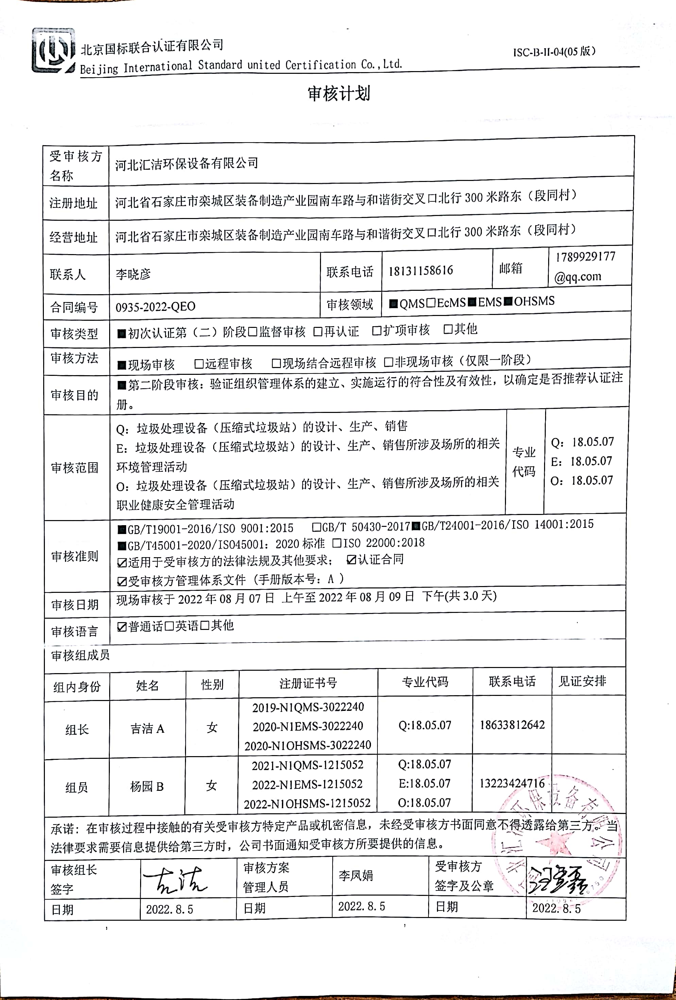 北京国标联合认证有限公司
ISC-B-II-04(05版)
Beijing International Standard united Certification Co.,Ltd.
审核计划
受审核方
名称
河北汇洁环保设备有限公司
注册地址
河北省石家庄市栾城区装备制造产业园南车路与和谐街交叉口北行 300 米路东（段同村）
经营地址
河北省石家庄市栾城区装备制造产业园南车路与和谐街交叉口北行 300 米路东（段同村）
联系人
李晓彦
联系电话
18131158616
邮箱
1789929177
@qq.com
合同编号
0935-2022-QEO
审核领域
■QMS□EcMS■EMS■OHSMS
审核类型
■初次认证第（二）阶段□监督审核 □再认证 □扩项审核 □其他
审核方法
■现场审核 □远程审核 □现场结合远程审核 □非现场审核（仅限一阶段）
审核目的
■第二阶段审核：验证组织管理体系的建立、实施运行的符合性及有效性，以确定是否推荐认证注
册。
审核范围
Q：垃圾处理设备（压缩式垃圾站）的设计、生产、销售
E：垃圾处理设备（压缩式垃圾站）的设计、生产、销售所涉及场所的相关
环境管理活动
O：垃圾处理设备（压缩式垃圾站）的设计、生产、销售所涉及场所的相关
职业健康安全管理活动
专业
代码
Q：18.05.07
E：18.05.07
O：18.05.07
审核准则
■GB/T19001-2016/ISO 9001:2015 □GB/T 50430-2017■GB/T24001-2016/ISO 14001:2015
■GB/T45001-2020/ISO45001：2020 标准 □ISO 22000:2018
☑适用于受审核方的法律法规及其他要求； ☑认证合同
☑受审核方管理体系文件（手册版本号：A ）
审核日期
现场审核于 2022 年 08 月 07 日 上午至 2022 年 08 月 09 日 下午(共 3.0 天)
审核语言
☑普通话□英语□其他
审核组成员
组内身份 姓名 性别 注册证书号 专业代码 联系电话 见证安排
组长
吉洁 A
女
2019-N1QMS-3022240
2020-N1EMS-3022240
2020-N1OHSMS-3022240
Q:18.05.07
18633812642
组员
杨园 B
女
2021-N1QMS-1215052
2022-N1EMS-1215052
2022-N1OHSMS-1215052
Q:18.05.07
E:18.05.07
O:18.05.07
13223424716
承诺：在审核过程中接触的有关受审核方特定产品或机密信息，未经受审核方书面同意不得透露给第三方。当
法律要求需要信息提供给第三方时，公司书面通知受审核方所要提供的信息。
审核组长
签字
吉洁
审核方案
管理人员
李凤娟
受审核方
签字及公章
日期
2022.8.5
日期
2022.8.5
日期
2022.8.5